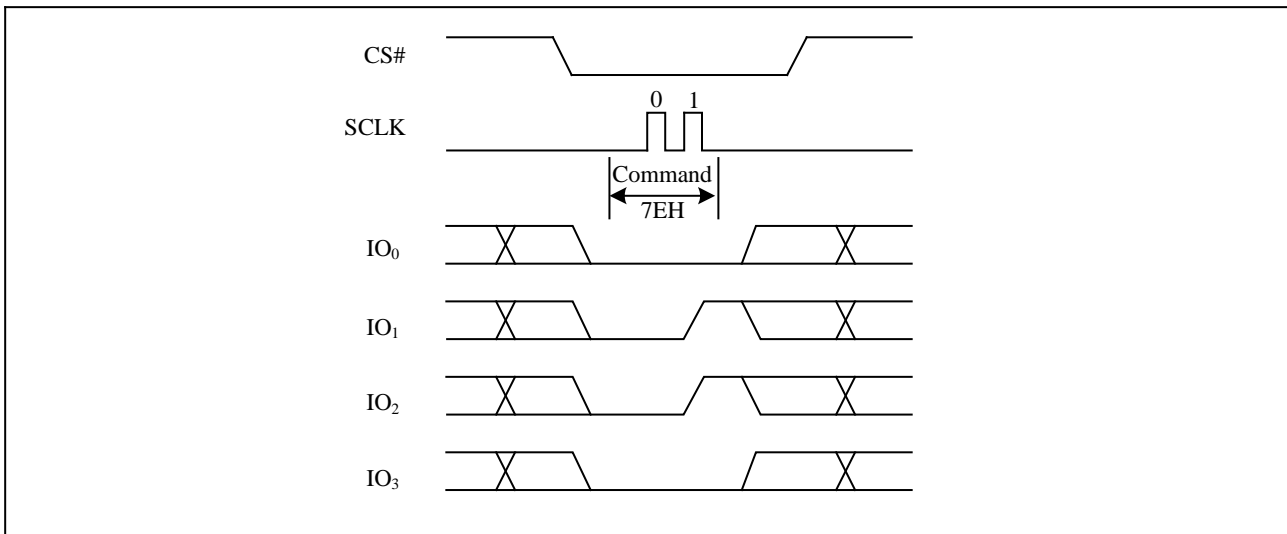 CS#
0 1
SCLK
Command
7EH
IO₀
IO₁
IO₂
IO₃